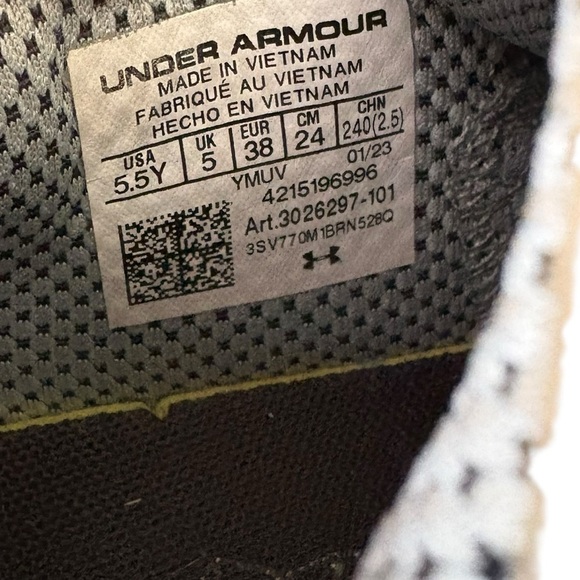 UNDER ARMOUR
MADE IN VIETNAM
FABRIQUÉ AU VIETNAM
HECHO EN VIETNAM
USA UK EUR CM CHN
5.5Y 5 38 24 240(2.5)
YMUV 01/23
4215196996
Art.3026297-101
3SV770M1BRN528Q